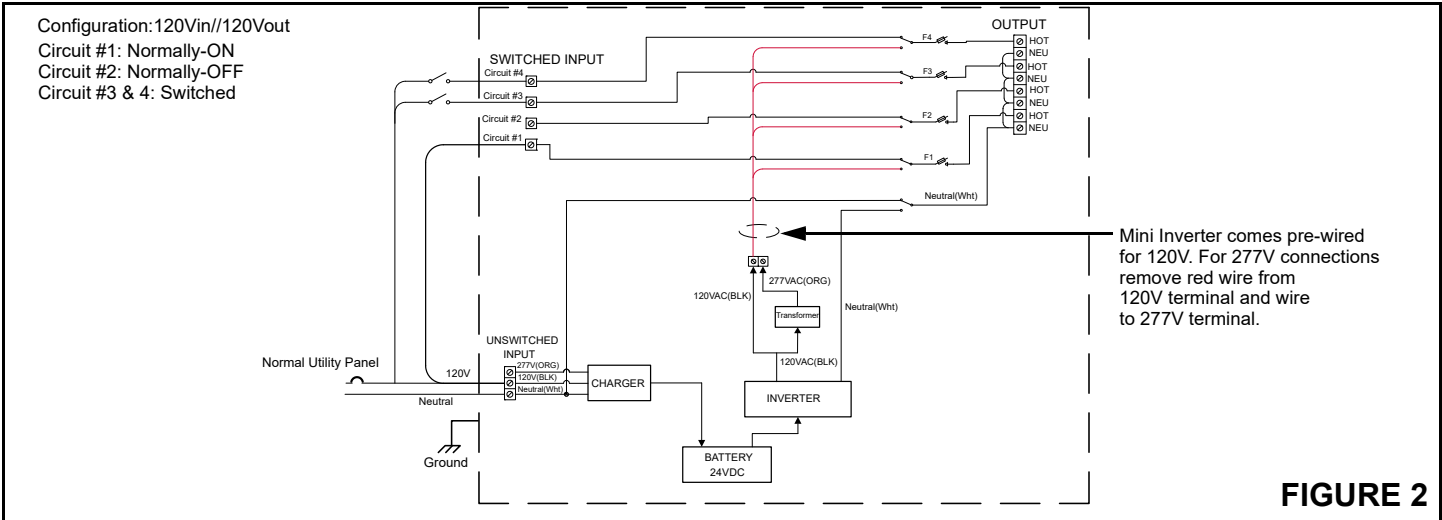 Configuration:120Vin//120Vout
Circuit #1: Normally-ON
Circuit #2: Normally-OFF
Circuit #3 & 4: Switched
SWITCHED INPUT
Circuit #4
Circuit #3
Circuit #2
Circuit #1
OUTPUT
F4
HOT
NEU
F3
HOT
NEU
F2
HOT
NEU
F1
HOT
NEU
Neutral(Wht)
Mini Inverter comes pre-wired
for 120V. For 277V connections
remove red wire from
120V terminal and wire
to 277V terminal.
277VAC(ORG)
120VAC(BLK)
Transformer
Neutral(Wht)
120VAC(BLK)
UNSWITCHED
INPUT
277V(ORG)
120V(BLK)
Neutral(Wht)
Normal Utility Panel
120V
Neutral
CHARGER
INVERTER
BATTERY
24VDC
Ground
FIGURE 2